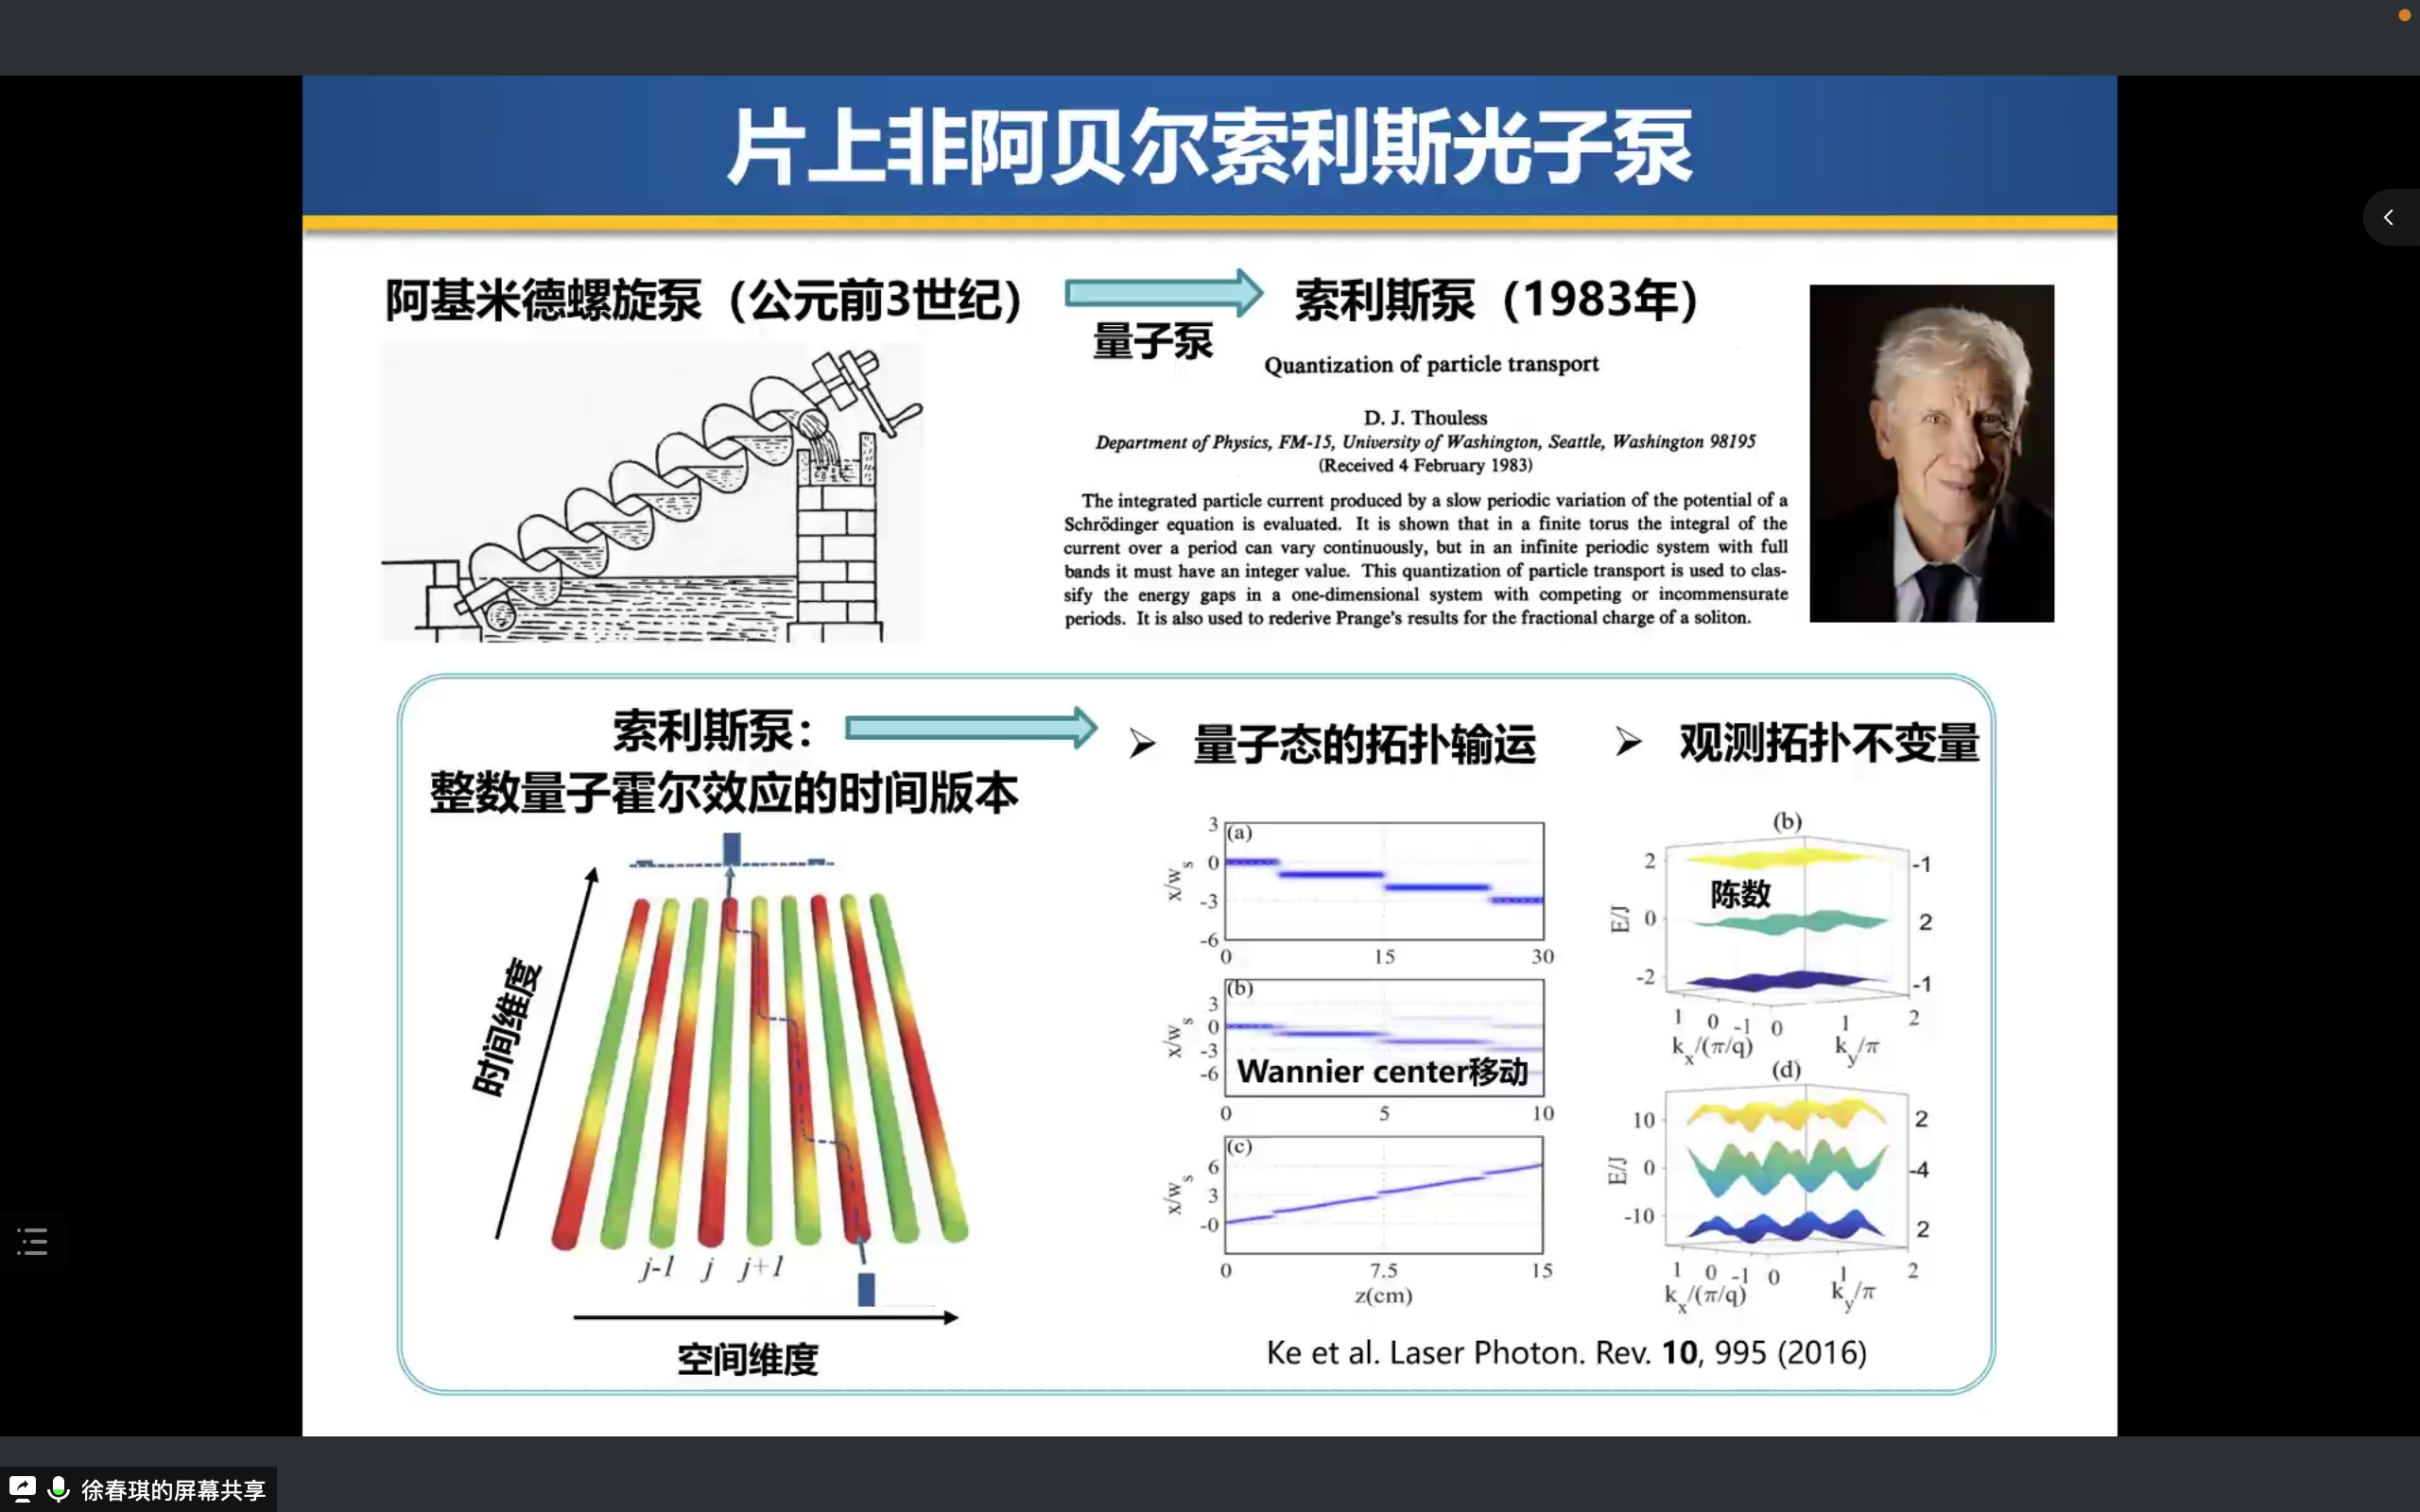 片上非阿贝尔索利斯光子泵
阿基米德螺旋泵（公元前3世纪）
量子泵
索利斯泵（1983年）
Quantization of particle transport
D. J. Thouless
Department of Physics, FM-15, University of Washington, Seattle, Washington 98195
(Received 4 February 1983)
The integrated particle current produced by a slow periodic variation of the potential of a
Schrödinger equation is evaluated. It is shown that in a finite torus the integral of the
current over a period can vary continuously, but in an infinite periodic system with full
bands it must have an integer value. This quantization of particle transport is used to clas-
sify the energy gaps in a one-dimensional system with competing or incommensurate
periods. It is also used to rederive Prange's results for the fractional charge of a soliton.
索利斯泵：
整数量子霍尔效应的时间版本
时间维度
j-1 j j+1
空间维度
➢ 量子态的拓扑输运
(a)
3
0
-3
-6
x/ws
0 15 30
(b)
3
0
-3
-6
x/ws
Wannier center移动
0 5 10
(c)
6
3
-0
x/ws
0 7.5 15
z(cm)
➢ 观测拓扑不变量
(b)
2 -1
陈数
0 2
-2 -1
E/J
1 0 -1 0 1 2
kx/(π/q) ky/π
(d)
10 2
0 -4
-10 2
E/J
1 0 -1 0 1 2
kx/(π/q) ky/π
Ke et al. Laser Photon. Rev. 10, 995 (2016)
徐春琪的屏幕共享